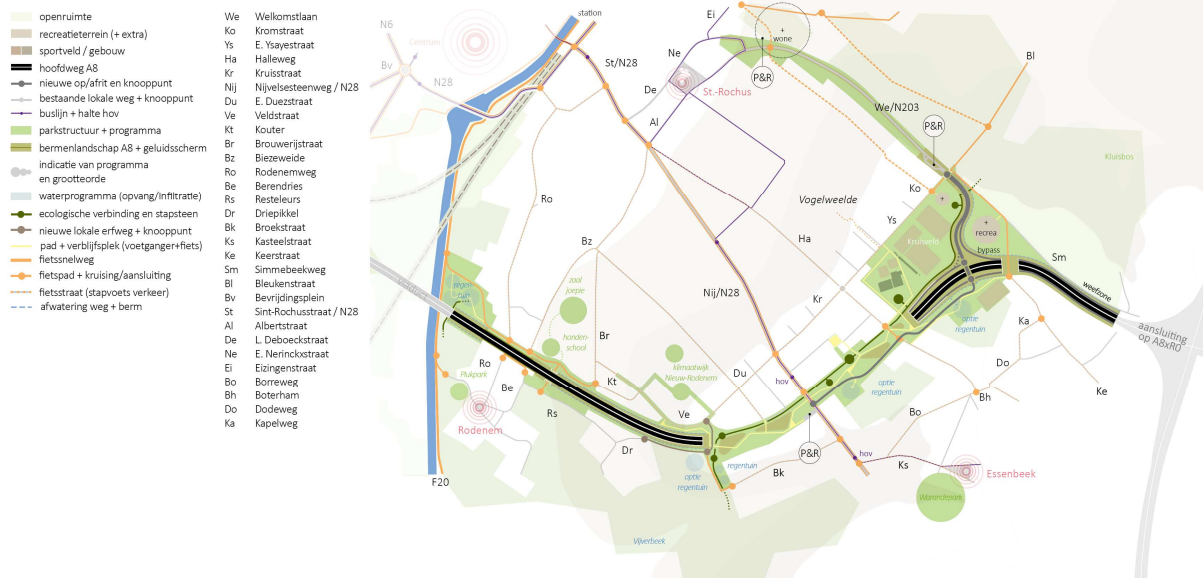 openruimte
recreatieterrein (+ extra)
sportveld / gebouw
hoofdweg A8
nieuwe op/afrit en knooppunt
bestaande lokale weg + knooppunt
buslijn + halte hov
parkstructuur + programma
bermenlandschap A8 + geluidsscherm
indicatie van programma
en grootteorde
waterprogramma (opvang/infiltratie)
ecologische verbinding en stapsteen
nieuwe lokale erfweg + knooppunt
pad + verblijfsplek (voetganger+fiets)
fietssnelweg
fietspad + kruising/aansluiting
fietsstraat (stapvoets verkeer)
afwatering weg + berm
We Welkomstlaan
Ko Kromstraat
Ys E. Ysayestraat
Ha Halleweg
Kr Kruisstraat
Nij Nijvelsesteenweg / N28
Du E. Duezstraat
Ve Veldstraat
Kt Kouter
Br Brouwerijstraat
Bz Biezeweide
Ro Rodenemweg
Be Berendries
Re Resteleurs
Dr Driepikkel
Bk Broekstraat
Ks Kasteelstraat
Ke Keerstraat
Sm Simmebeekweg
Bl Bleukenstraat
Bv Bevrijdingsplein
St Sint-Rochusstraat / N28
Al Albertstraat
De L. Deboeckstraat
Ne E. Nerinckxstraat
Ei Eizingenstraat
Bo Borreweg
Bh Boterham
Do Dodeweg
Ka Kapelweg
station
N6
Centrum
Bv
N28
St/N28
Ei
Ne
+
wone
P&R
St.-Rochus
De
Al
Bl
We/N203
P&R
Kluisbos
Ko
Vogelweelde
Ys
+
Kruisveld
+
recrea
bypass
Sm
weefzone
aansluiting
op A8xR0
Ro
Bz
Ha
Kr
Nij/N28
regen
tuin
zaal
joepie
honden-
school
Br
optie
regentuin
Ka
Do
Ke
Ro
Plukpark
Be
Rs
Kt
klimaatwijk
Nieuw-Rodenem
Du
hov
optie
regentuin
Bo
Bh
Rodenem
Ve
Dr
P&R
optie
regentuin
regentuin
Bk
hov
Ks
Essenbeek
Warandepark
F20
Vijverbeek